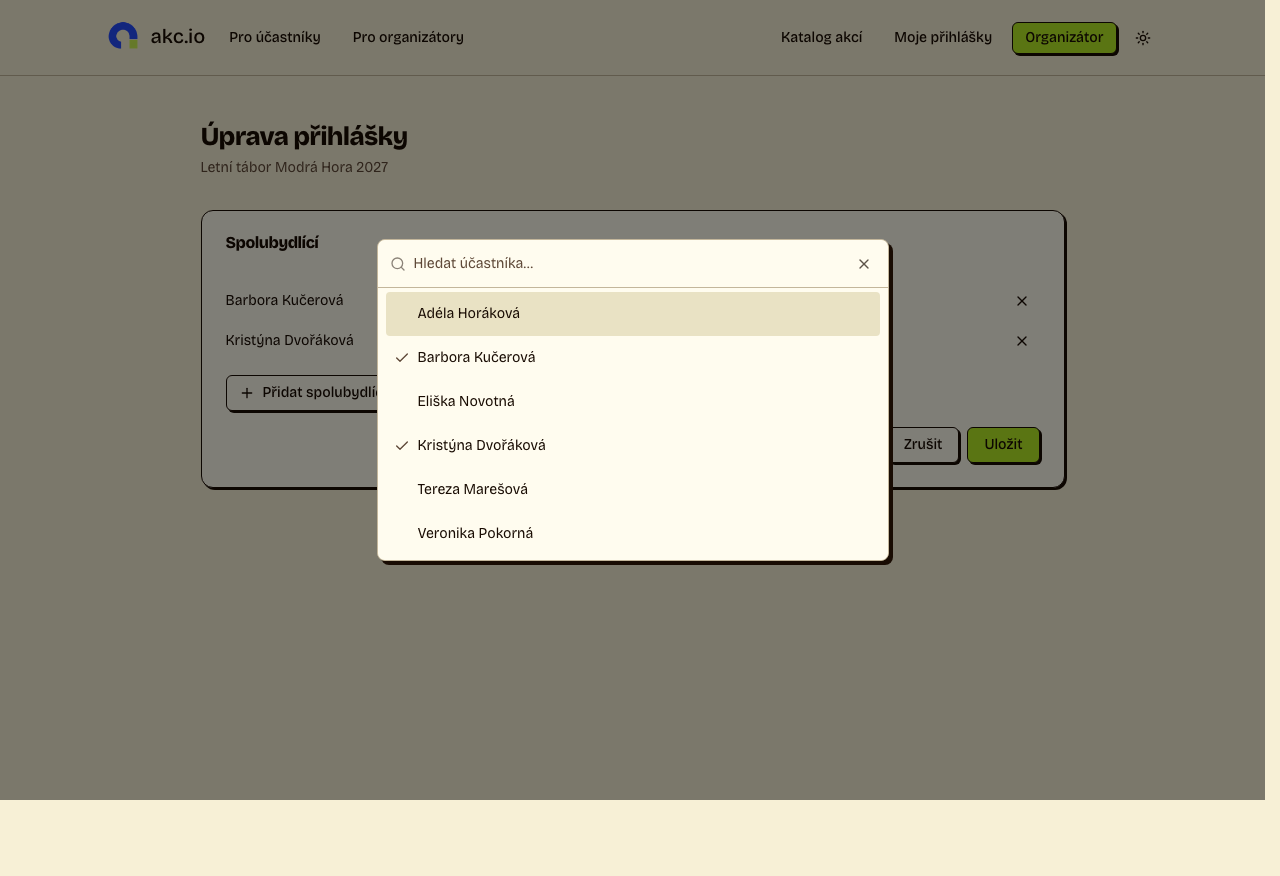 akc.io Pro účastníky Pro organizátory Katalog akcí Moje přihlášky Organizátor
Úprava přihlášky
Letní tábor Modrá Hora 2027
Spolubydlící
Barbora Kučerová
Kristýna Dvořáková
Přidat
Zrušit Uložit
Hledat účastníka...
Adéla Horáková
Barbora Kučerová
Eliška Novotná
Kristýna Dvořáková
Tereza Marešová
Veronika Pokorná